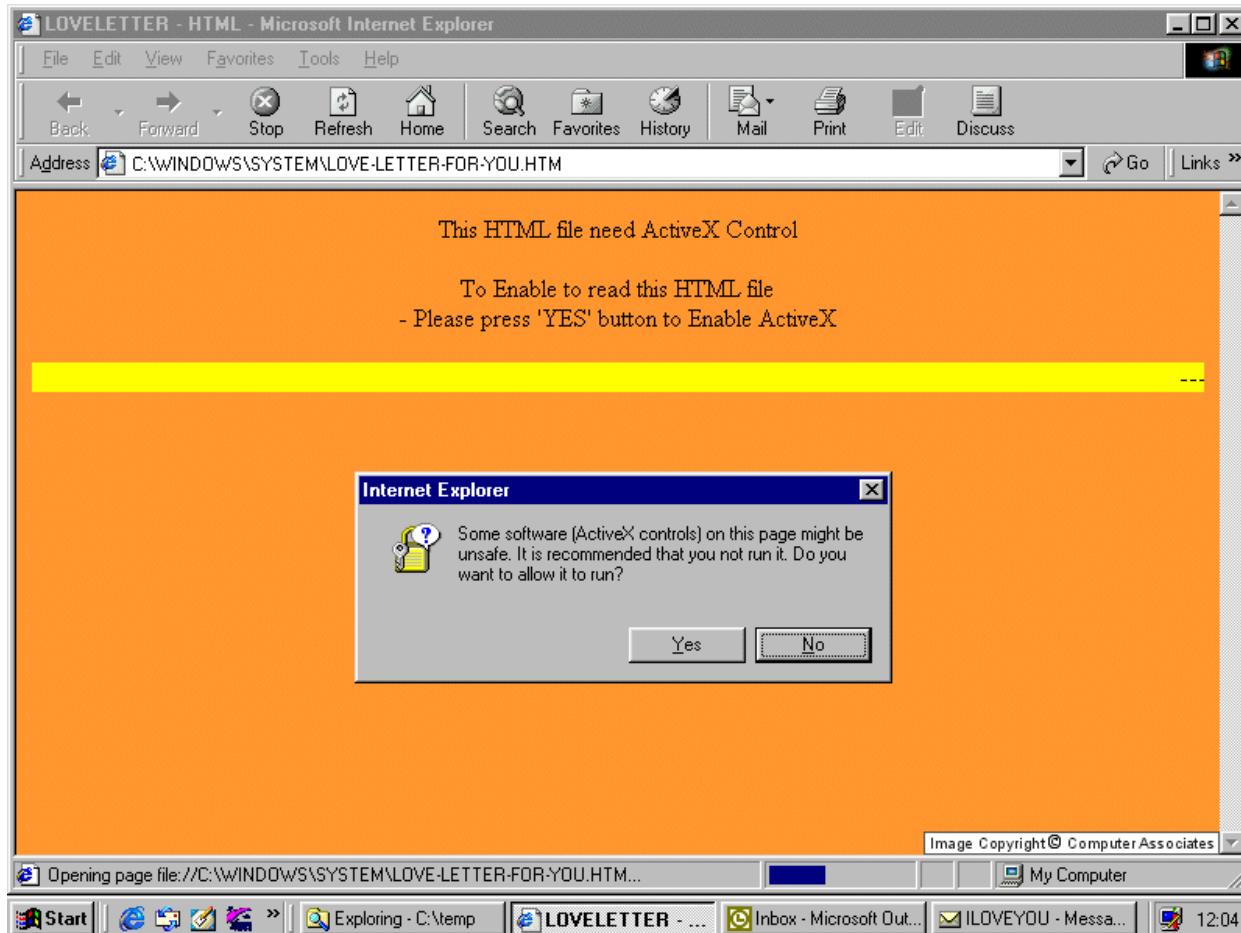 LOVELETTER - HTML - Microsoft Internet Explorer
File Edit View Favorites Tools Help
Back Forward Stop Refresh Home Search Favorites History Mail Print Edit Discuss
Address C:\WINDOWS\SYSTEM\LOVE-LETTER-FOR-YOU.HTM Go Links »
This HTML file need ActiveX Control
To Enable to read this HTML file
- Please press 'YES' button to Enable ActiveX
---
Internet Explorer
Some software (ActiveX controls) on this page might be
unsafe. It is recommended that you not run it. Do you
want to allow it to run?
Yes No
Image Copyright© Computer Associates
Opening page file://C:\WINDOWS\SYSTEM\LOVE-LETTER-FOR-YOU.HTM... My Computer
Start » Exploring - C:\temp LOVELETTER - ... Inbox - Microsoft Out... ILOVEYOU - Messa... 12:04